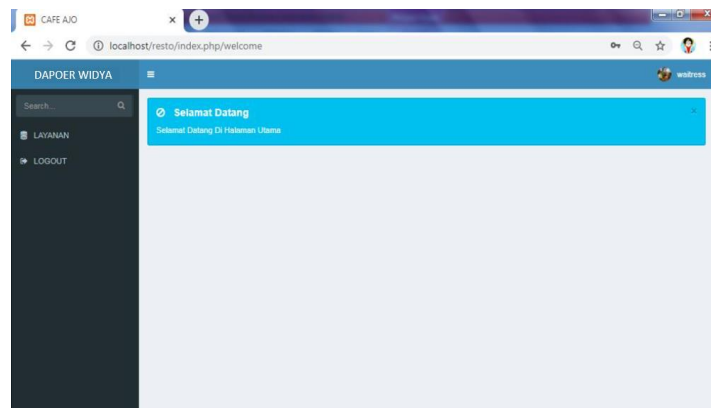 CAFE AJO
localhost/resto/index.php/welcome
DAPOER WIDYA
waitress
Search...
Selamat Datang
Selamat Datang Di Halaman Utama
LAYANAN
LOGOUT